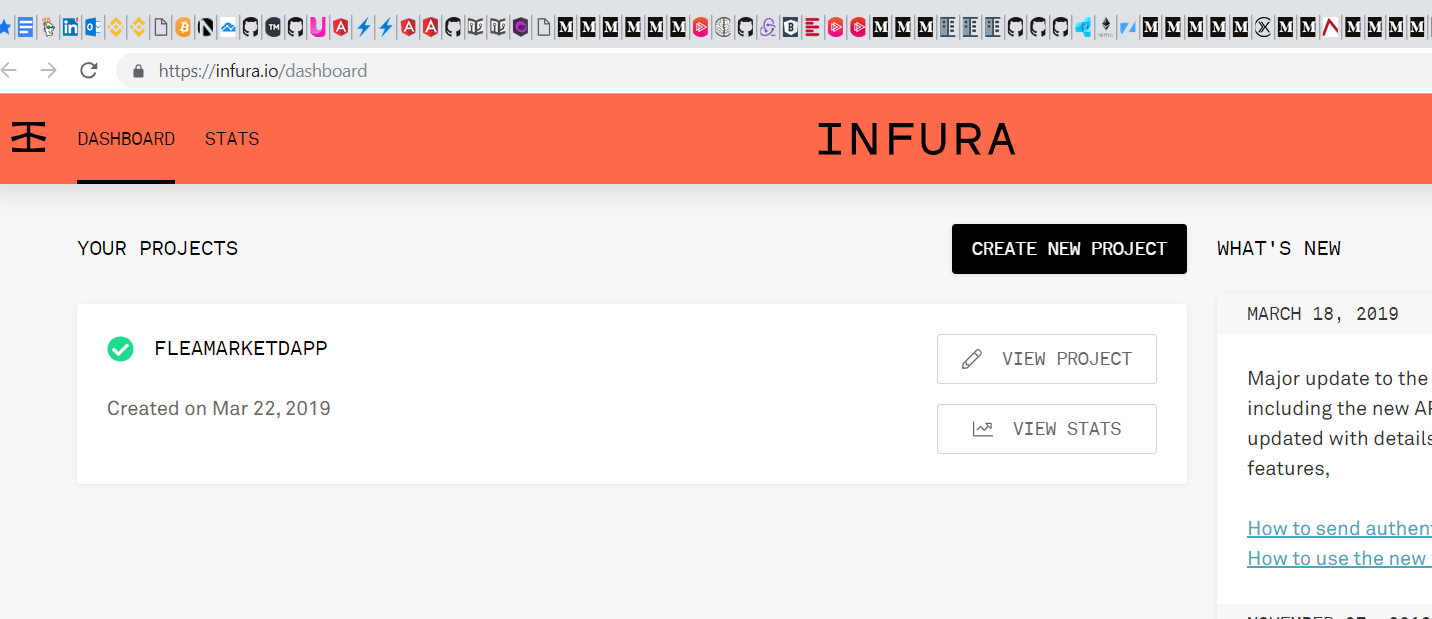 https://infura.io/dashboard
DASHBOARD STATS INFURA
YOUR PROJECTS
CREATE NEW PROJECT
FLEAMARKETDAPP
Created on Mar 22, 2019
VIEW PROJECT
VIEW STATS
WHAT'S NEW
MARCH 18, 2019
Major update to the
including the new
updated with details
features,
How to send
How to use the new